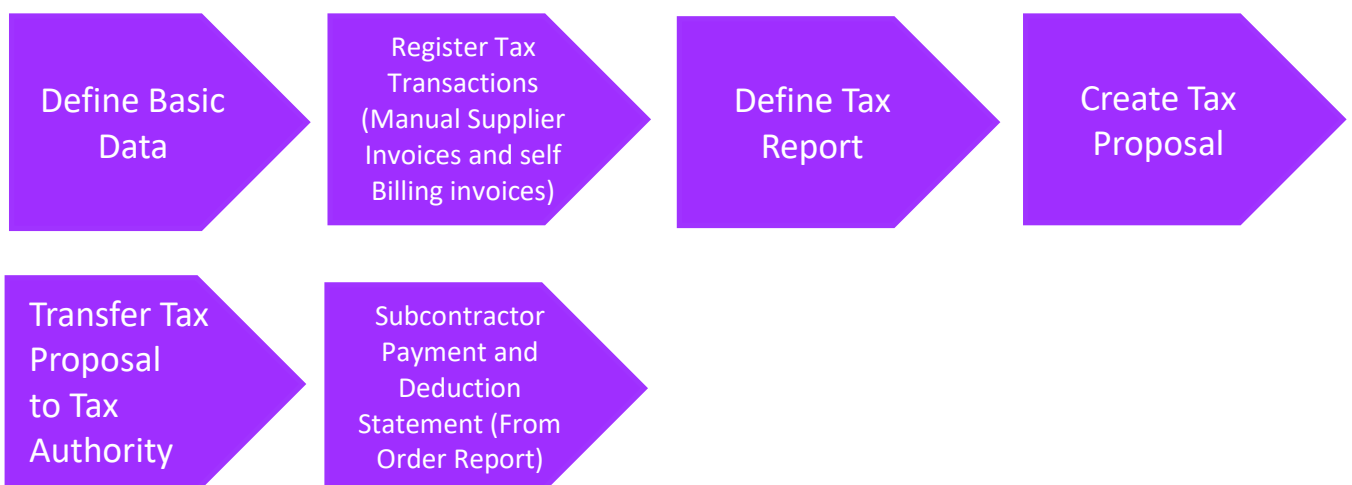 Define Basic
Data
Register Tax
Transactions
(Manual Supplier
Invoices and self
Billing invoices)
Define Tax
Report
Create Tax
Proposal
Transfer Tax
Proposal
to Tax
Authority
Subcontractor
Payment and
Deduction
Statement (From
Order Report)